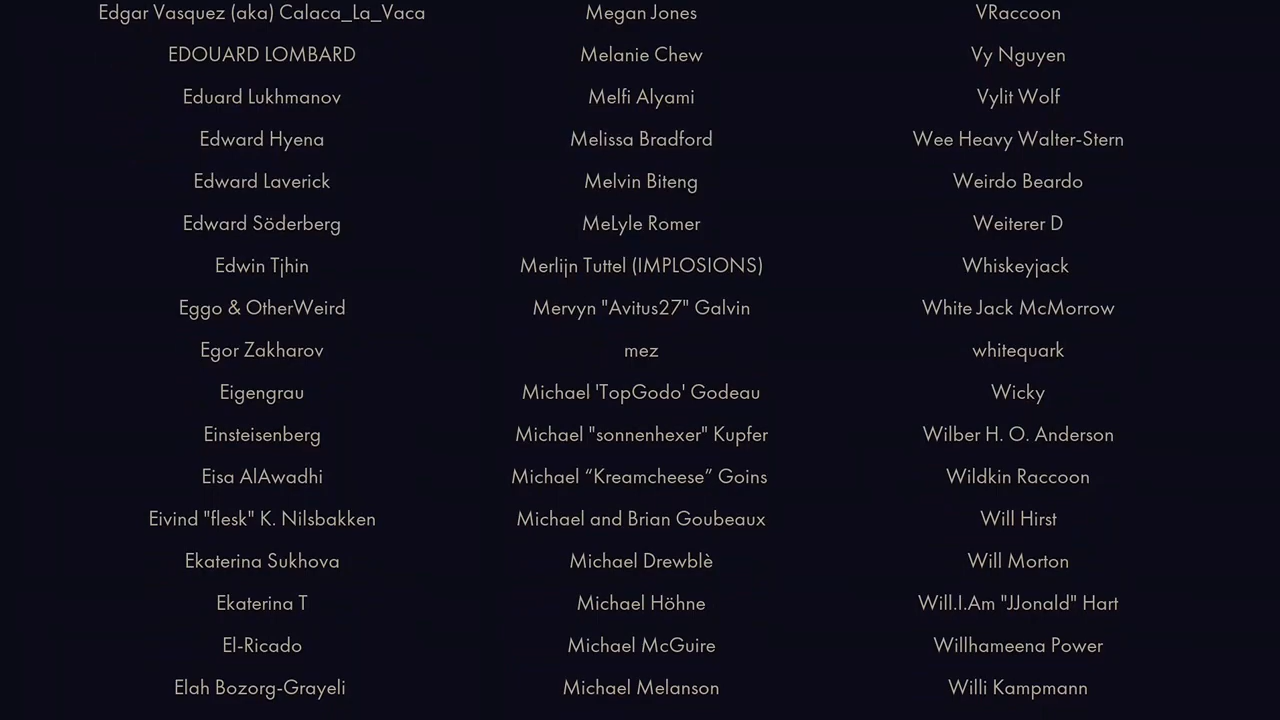 Edgar Vasquez (aka) Calaca_La_Vaca
EDOUARD LOMBARD
Eduard Lukhmanov
Edward Hyena
Edward Laverick
Edward Söderberg
Edwin Tjhin
Eggo & OtherWeird
Egor Zakharov
Eigengrau
Einsteisenberg
Eisa AlAwadhi
Eivind "flesk" K. Nilsbakken
Ekaterina Sukhova
Ekaterina T
El-Ricado
Elah Bozorg-Grayeli
Megan Jones
Melanie Chew
Melfi Alyami
Melissa Bradford
Melvin Biteng
MeLyle Romer
Merlijn Tuttel (IMPLOSIONS)
Mervyn "Avitus27" Galvin
mez
Michael 'TopGodo' Godeau
Michael "sonnenhexer" Kupfer
Michael “Kreamcheese” Goins
Michael and Brian Goubeaux
Michael Drewblè
Michael Höhne
Michael McGuire
Michael Melanson
VRaccoon
Vy Nguyen
Vylit Wolf
Wee Heavy Walter-Stern
Weirdo Beardo
Weiterer D
Whiskeyjack
White Jack McMorrow
whitequark
Wicky
Wilber H. O. Anderson
Wildkin Raccoon
Will Hirst
Will Morton
Will.I.Am "JJonald" Hart
Willhameena Power
Willi Kampmann